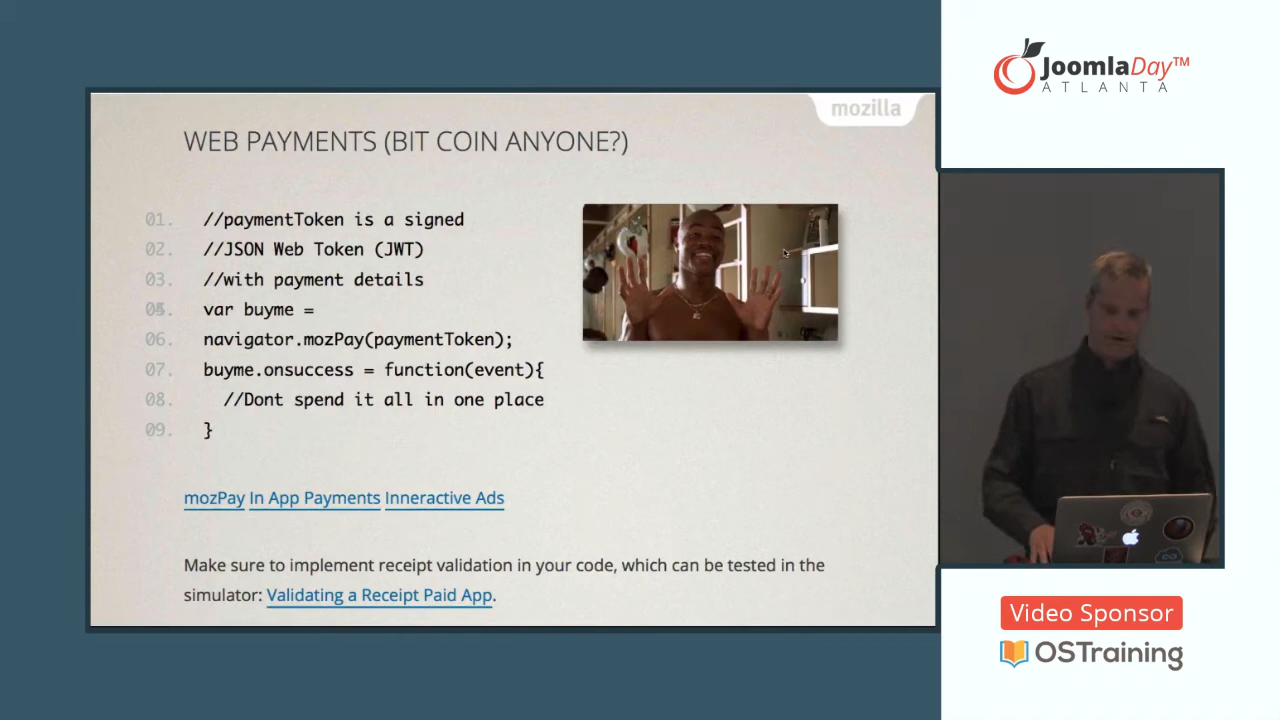 JoomlaDay™
ATLANTA
mozilla
WEB PAYMENTS (BIT COIN ANYONE?)
01. //paymentToken is a signed
02. //JSON Web Token (JWT)
03. //with payment details
var buyme =
06. navigator.mozPay(paymentToken);
07. buyme.onsuccess = function(event){
08. //Dont spend it all in one place
09. }
mozPay In App Payments Inneractive Ads
Make sure to implement receipt validation in your code, which can be tested in the
simulator: Validating a Receipt Paid App.
Video Sponsor
OSTraining